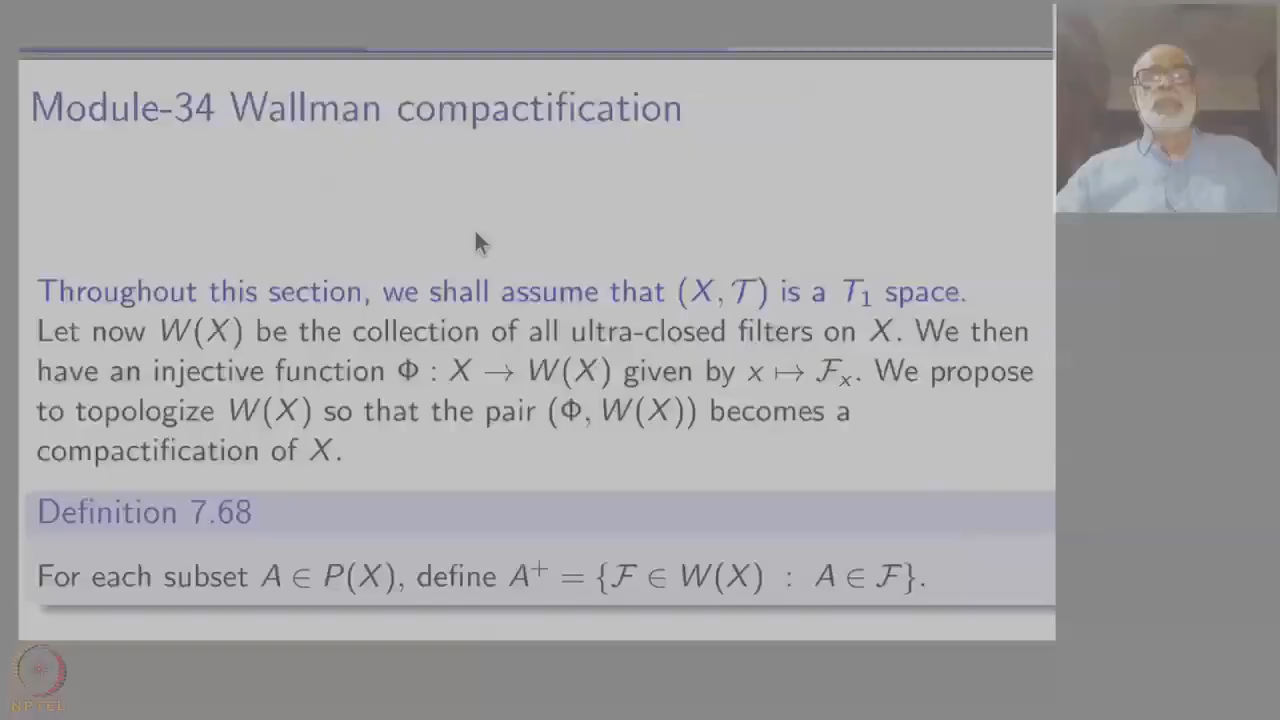 Module-34 Wallman compactification
Throughout this section, we shall assume that (X, 𝒯) is a T₁ space.
Let now W(X) be the collection of all ultra-closed filters on X. We then
have an injective function Φ : X → W(X) given by x ↦ ℱₓ. We propose
to topologize W(X) so that the pair (Φ, W(X)) becomes a
compactification of X.
Definition 7.68
For each subset A ∈ P(X), define A⁺ = {ℱ ∈ W(X) : A ∈ ℱ}.
NPTEL